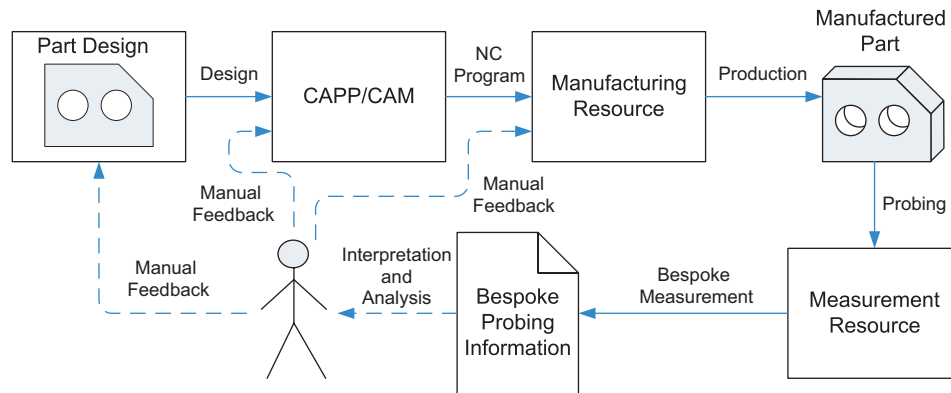 Part Design
Design
CAPP/CAM
NC
Program
Manufacturing
Resource
Production
Manufactured
Part
Manual
Feedback
Manual
Feedback
Probing
Manual
Feedback
Interpretation
and
Analysis
Bespoke
Probing
Information
Bespoke
Measurement
Measurement
Resource